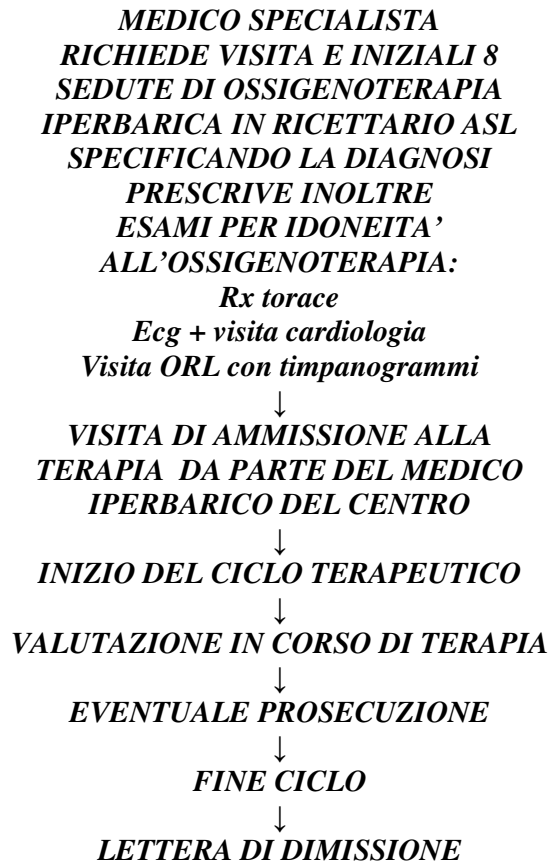 MEDICO SPECIALISTA
RICHIEDE VISITA E INIZIALI 8
SEDUTE DI OSSIGENOTERAPIA
IPERBARICA IN RICETTARIO ASL
SPECIFICANDO LA DIAGNOSI
PRESCRIVE INOLTRE
ESAMI PER IDONEITA'
ALL'OSSIGENOTERAPIA:
Rx torace
Ecg + visita cardiologia
Visita ORL con timpanogrammi
↓
VISITA DI AMMISSIONE ALLA
TERAPIA DA PARTE DEL MEDICO
IPERBARICO DEL CENTRO
↓
INIZIO DEL CICLO TERAPEUTICO
↓
VALUTAZIONE IN CORSO DI TERAPIA
↓
EVENTUALE PROSECUZIONE
↓
FINE CICLO
↓
LETTERA DI DIMISSIONE